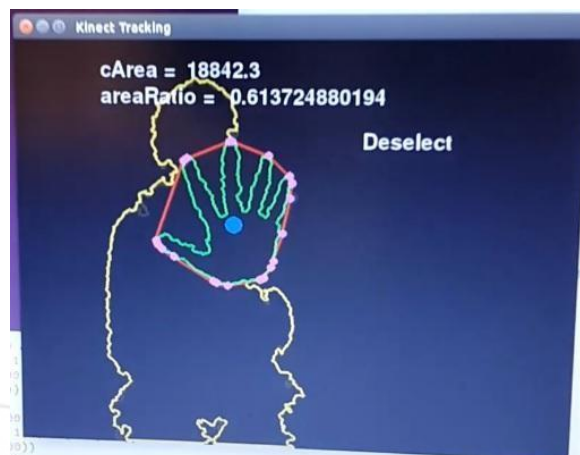 Kinect Tracking
cArea = 18842.3
areaRatio = 0.613724880194
Deselect